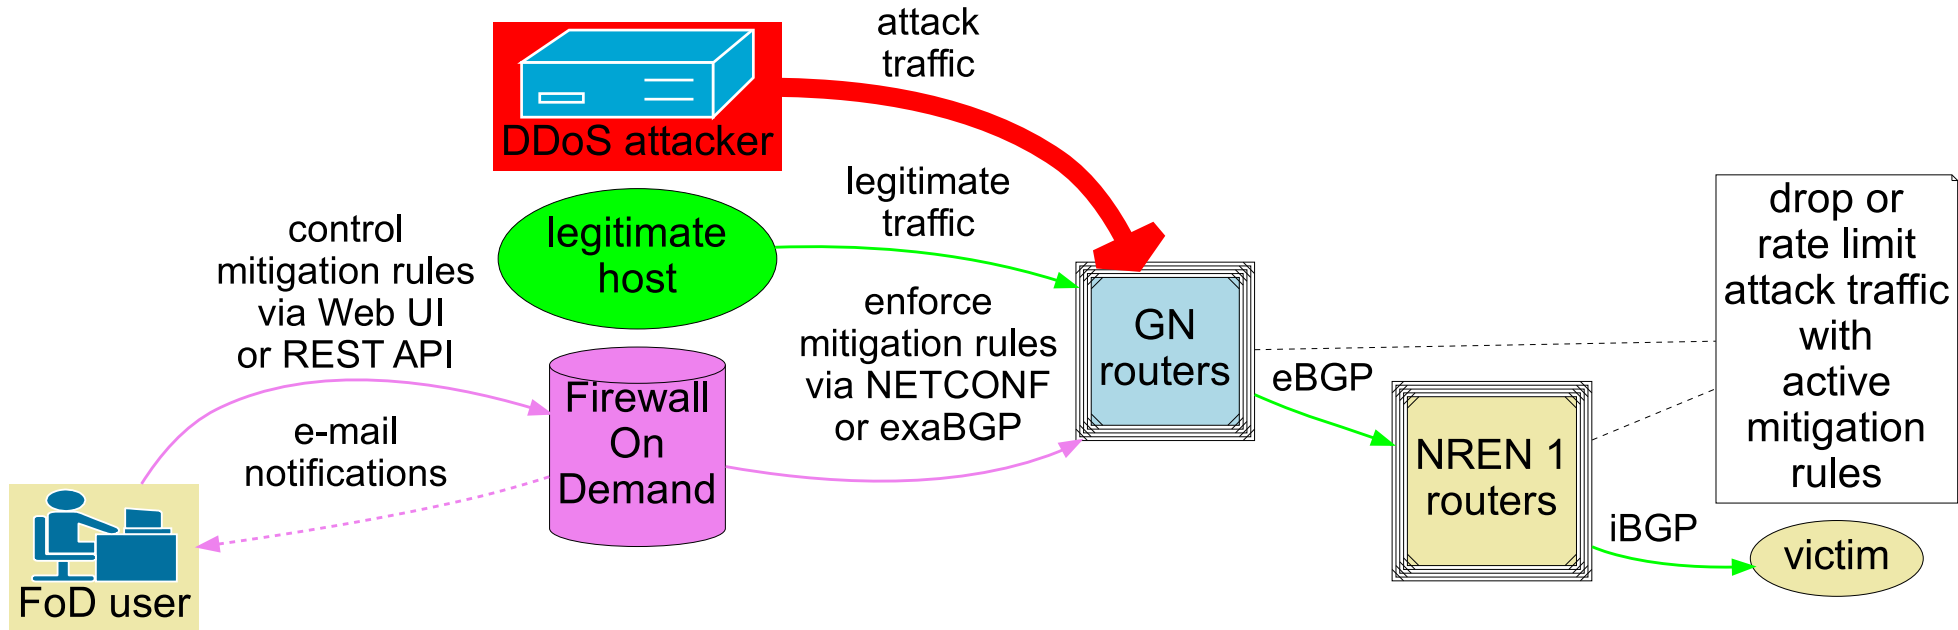 attack
traffic
DDoS attacker
legitimate
traffic
legitimate
host
control
mitigation rules
via Web UI
or REST API
enforce
mitigation rules
via NETCONF
or exaBGP
Firewall
On
Demand
e-mail
notifications
FoD user
GN
routers
eBGP
NREN 1
routers
iBGP
victim
drop or
rate limit
attack traffic
with
active
mitigation
rules